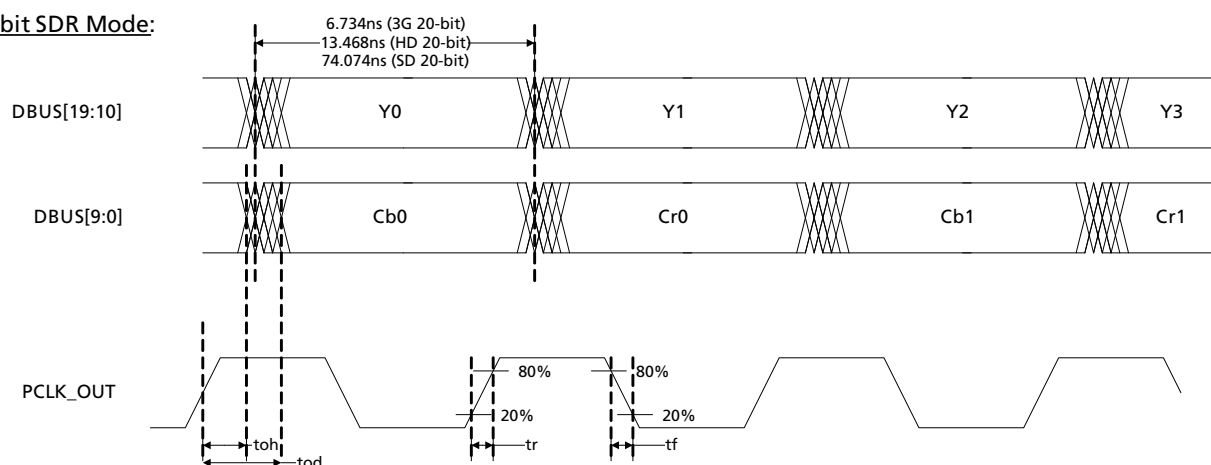 bit SDR Mode:
6.734ns (3G 20-bit)
13.468ns (HD 20-bit)
74.074ns (SD 20-bit)
DBUS[19:10]
Y0
Y1
Y2
Y3
DBUS[9:0]
Cb0
Cr0
Cb1
Cr1
PCLK_OUT
80%
80%
20%
20%
toh
tr
tf
tod